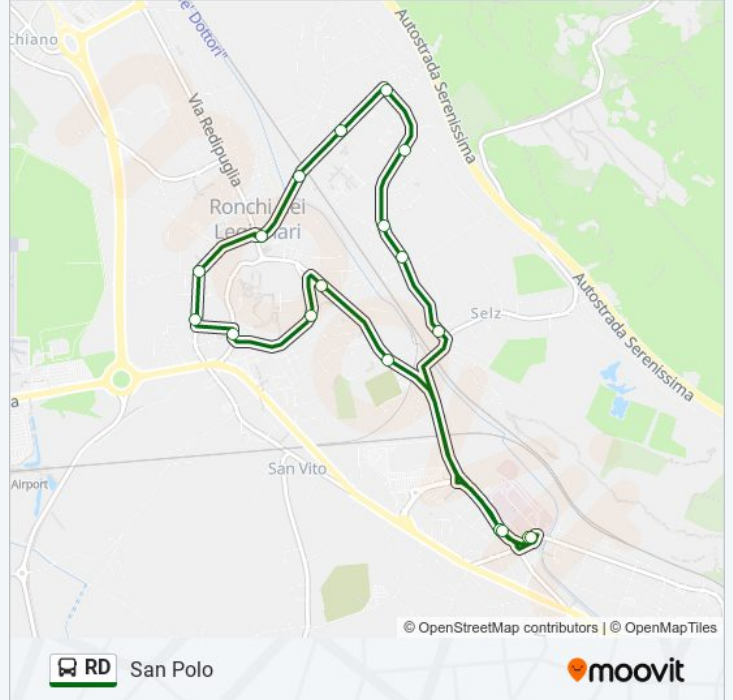 chiano
e' Dottori"
Autostrada Serenissima
Via Redipuglia
Ronchi dei
Legionari
Selz
Autostrada Serenissima
a
San Vito
Airport
© OpenStreetMap contributors | © OpenMapTiles
RD San Polo
moovit